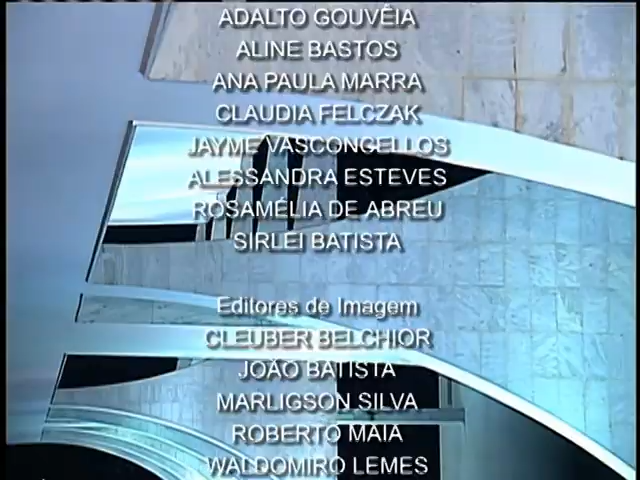 ADALTO GOUVÊIA
ALINE BASTOS
ANA PAULA MARRA
CLAUDIA FELCZAK
JAYME VASCONCELLOS
ALESSANDRA ESTEVES
ROSAMÉLIA DE ABREU
SIRLEI BATISTA
Editores de Imagem
CLEUBER BELCHIOR
JOÃO BATISTA
MARLIGSON SILVA
ROBERTO MAIA
WALDOMIRO LEMES